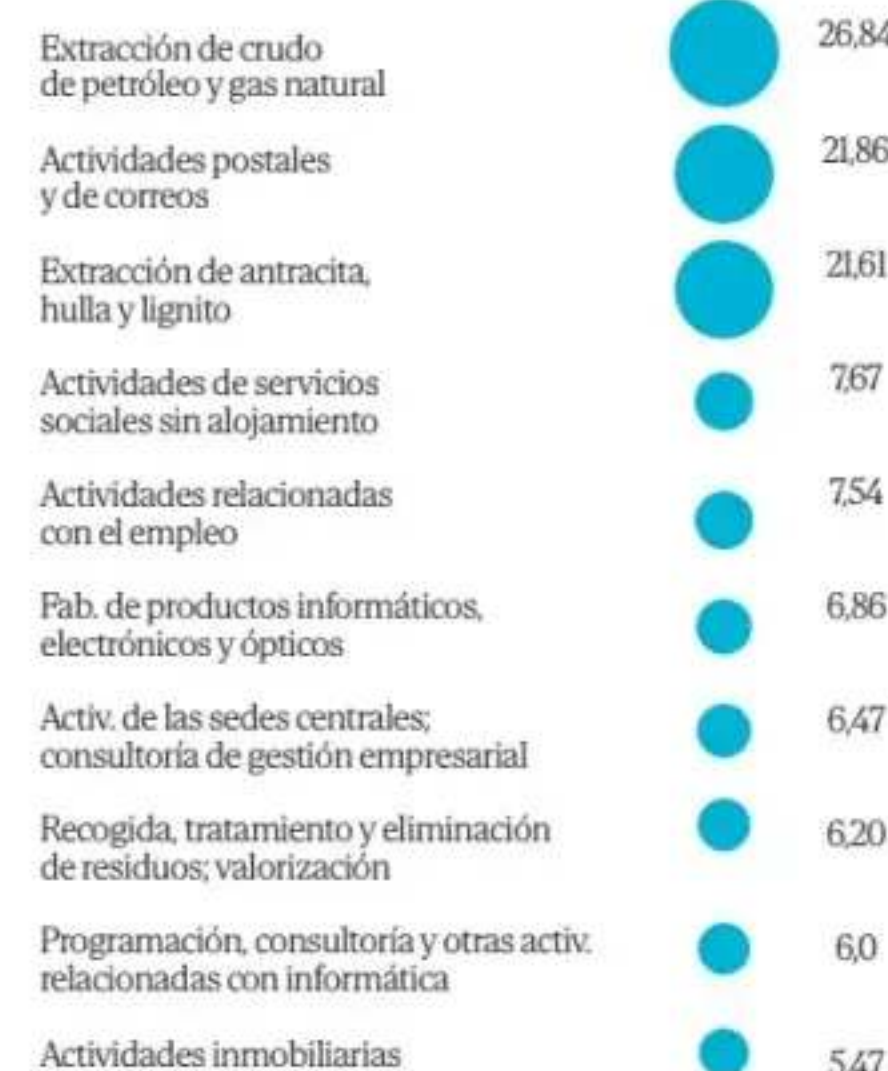 Extracción de crudo
de petróleo y gas natural
26,84
Actividades postales
y de correos
21,86
Extracción de antracita,
hulla y lignito
21,61
Actividades de servicios
sociales sin alojamiento
7,67
Actividades relacionadas
con el empleo
7,54
Fab. de productos informáticos,
electrónicos y ópticos
6,86
Activ. de las sedes centrales;
consultoría de gestión empresarial
6,47
Recogida, tratamiento y eliminación
de residuos; valorización
6,20
Programación, consultoría y otras activ.
relacionadas con informática
6,0
Actividades inmobiliarias
5,47